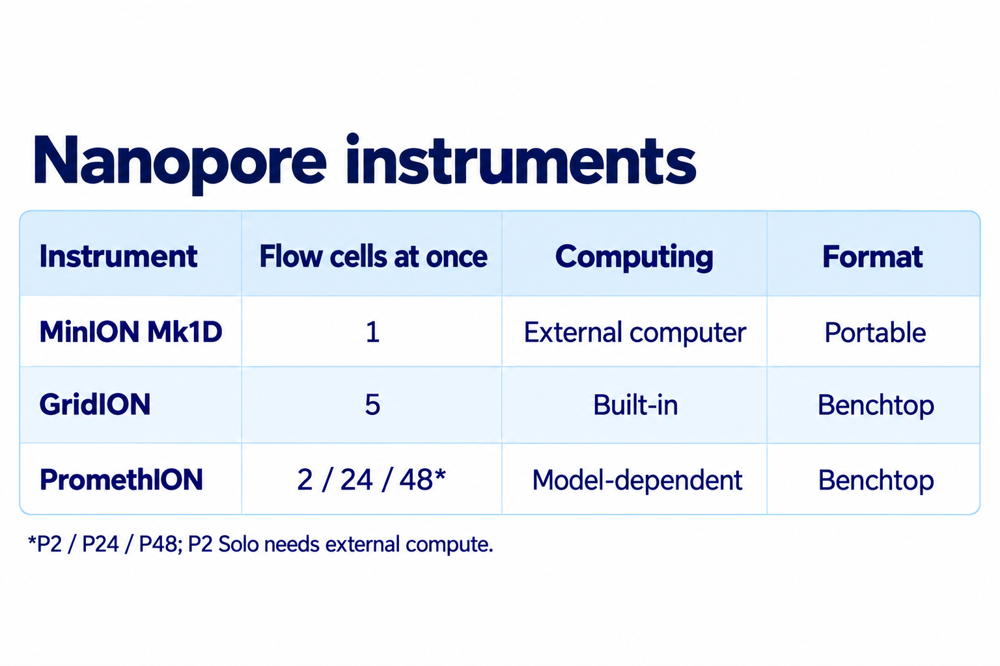 Nanopore instruments
Instrument Flow cells at once Computing Format
MinION Mk1D 1 External computer Portable
GridION 5 Built-in Benchtop
PromethION 2 / 24 / 48* Model-dependent Benchtop
*P2 / P24 / P48; P2 Solo needs external compute.